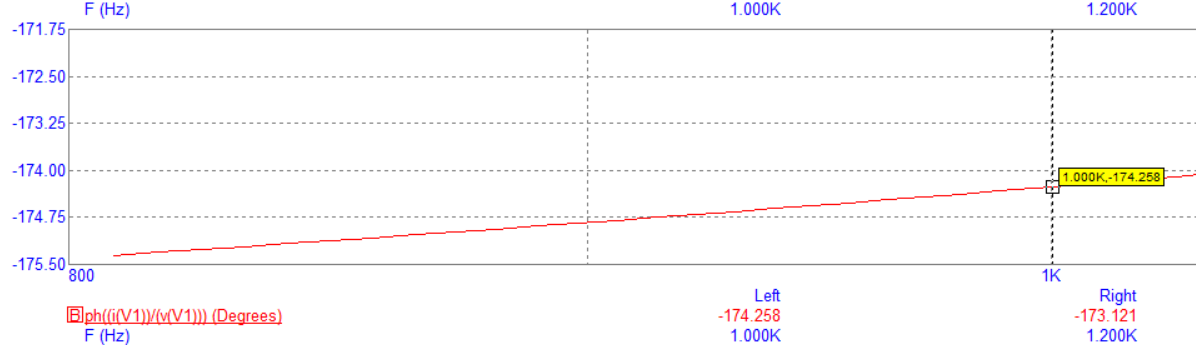 F (Hz) 1.000K 1.200K
-171.75
-172.50
-173.25
-174.00
1.000K,-174.258
-174.75
-175.50
800 1K
Left Right
B ph((i(V1))/(v(V1))) (Degrees) -174.258 -173.121
F (Hz) 1.000K 1.200K